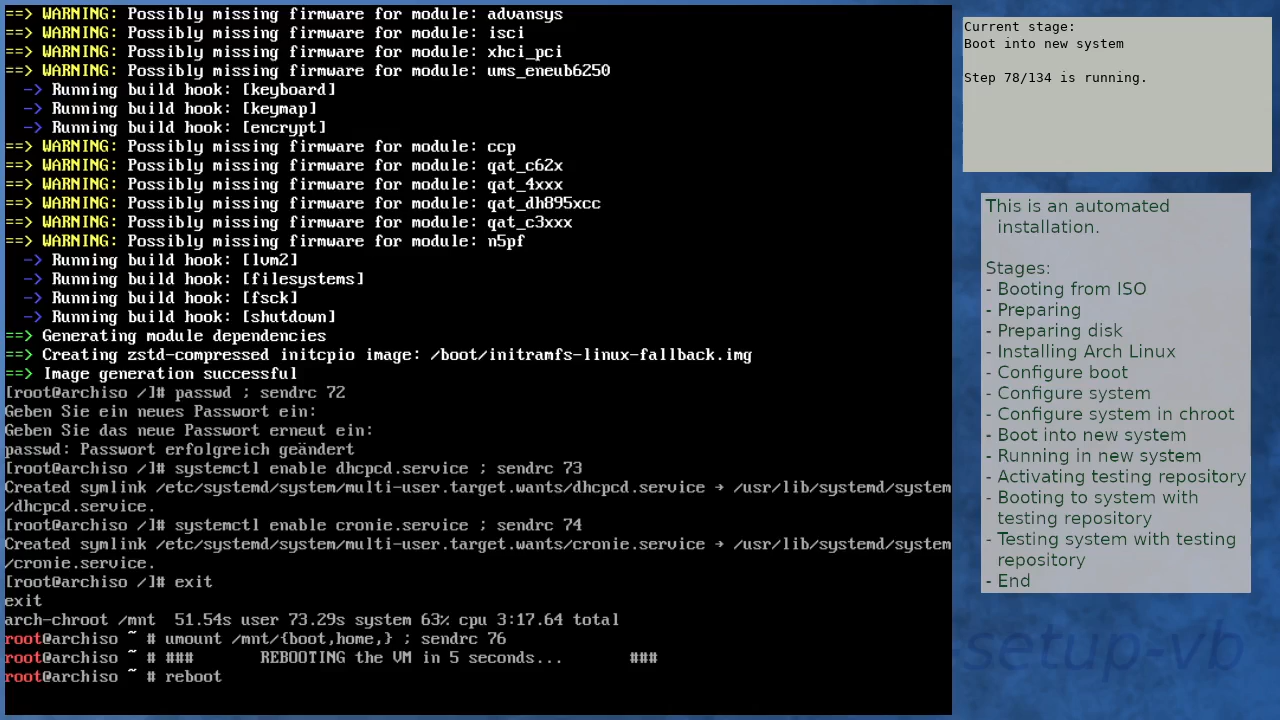 ==> WARNING: Possibly missing firmware for module: advansys
==> WARNING: Possibly missing firmware for module: isci
==> WARNING: Possibly missing firmware for module: xhci_pci
==> WARNING: Possibly missing firmware for module: ums_eneub6250
  -> Running build hook: [keyboard]
  -> Running build hook: [keymap]
  -> Running build hook: [encrypt]
==> WARNING: Possibly missing firmware for module: ccp
==> WARNING: Possibly missing firmware for module: qat_c62x
==> WARNING: Possibly missing firmware for module: qat_4xxx
==> WARNING: Possibly missing firmware for module: qat_dh895xcc
==> WARNING: Possibly missing firmware for module: qat_c3xxx
==> WARNING: Possibly missing firmware for module: n5pf
  -> Running build hook: [lvm2]
  -> Running build hook: [filesystems]
  -> Running build hook: [fsck]
  -> Running build hook: [shutdown]
==> Generating module dependencies
==> Creating zstd-compressed initcpio image: /boot/initramfs-linux-fallback.img
==> Image generation successful
[root@archiso /]# passwd ; sendrc 72
Geben Sie ein neues Passwort ein:
Geben Sie das neue Passwort erneut ein:
passwd: Passwort erfolgreich geändert
[root@archiso /]# systemctl enable dhcpcd.service ; sendrc 73
Created symlink /etc/systemd/system/multi-user.target.wants/dhcpcd.service → /usr/lib/systemd/system
/dhcpcd.service.
[root@archiso /]# systemctl enable cronie.service ; sendrc 74
Created symlink /etc/systemd/system/multi-user.target.wants/cronie.service → /usr/lib/systemd/system
/cronie.service.
[root@archiso /]# exit
exit
arch-chroot /mnt  51.54s user 73.29s system 63% cpu 3:17.64 total
root@archiso ~ # umount /mnt/{boot,home,} ; sendrc 76
root@archiso ~ # ###       REBOOTING the VM in 5 seconds...       ###
root@archiso ~ # reboot
Current stage:
Boot into new system
Step 78/134 is running.
This is an automated
installation.
Stages:
- Booting from ISO
- Preparing
- Preparing disk
- Installing Arch Linux
- Configure boot
- Configure system
- Configure system in chroot
- Boot into new system
- Running in new system
- Activating testing repository
- Booting to system with
testing repository
- Testing system with testing
repository
- End
-setup-vb